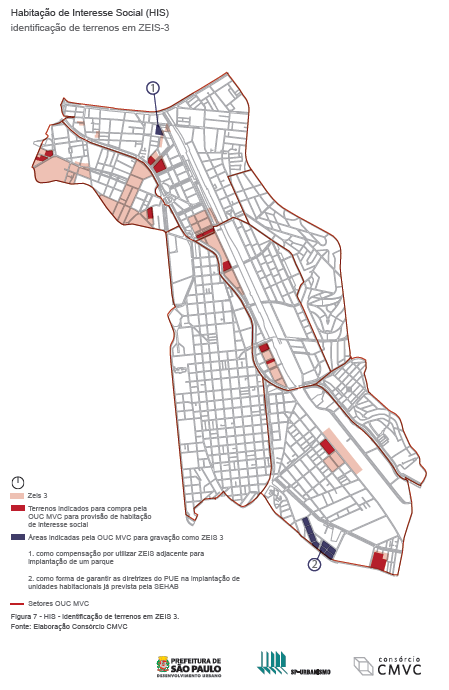 Habitação de Interesse Social (HIS)
identificação de terrenos em ZEIS-3
1
2
Zeis 3
Terrenos indicados para compra pela
OUC MVC para provisão de habitação
de interesse social
Áreas indicadas pela OUC MVC para gravação como ZEIS 3
1. como compensação por utilizar ZEIS adjacente para
implantação de um parque
2. como forma de garantir as diretrizes do PUE na implantação de
unidades habitacionais já prevista pela SEHAB
Setores OUC MVC
Figura 7 - HIS - identificação de terrenos em ZEIS 3.
Fonte: Elaboração Consórcio CMVC
PREFEITURA DE
SÃO PAULO
DESENVOLVIMENTO URBANO
SP-URBANISMO
consórcio
CMVC